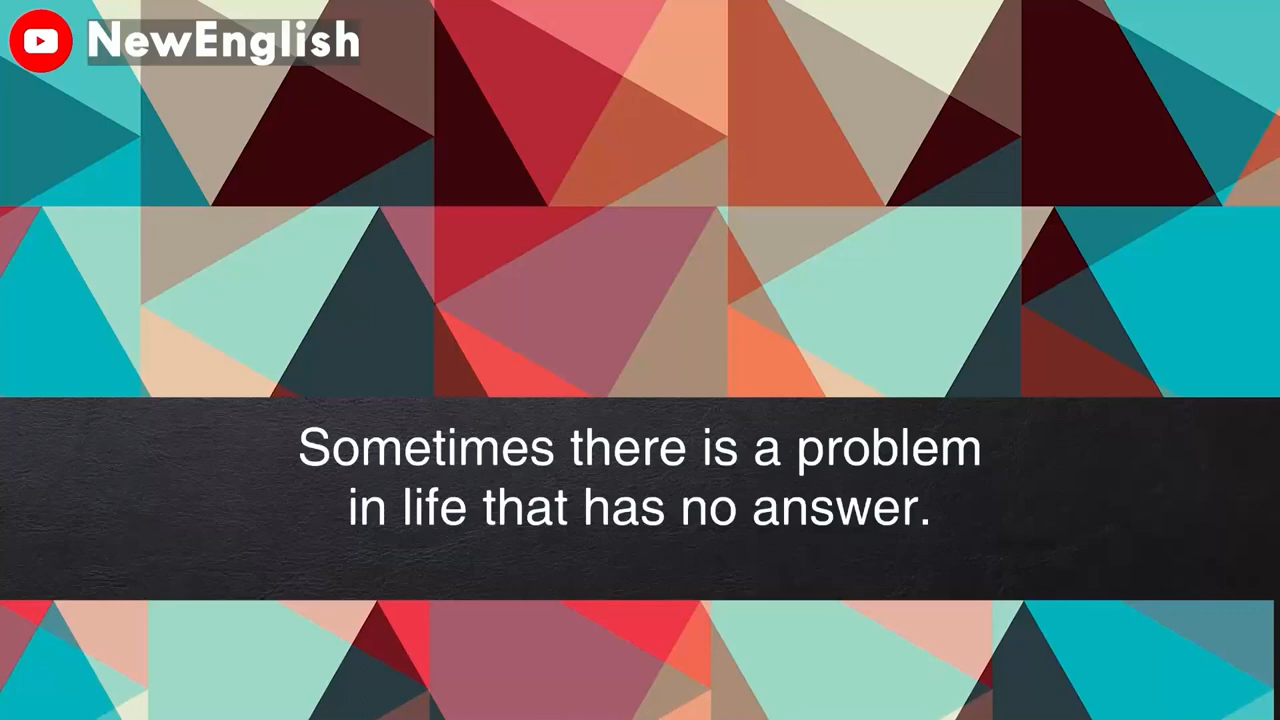 NewEnglish
Sometimes there is a problem
in life that has no answer.